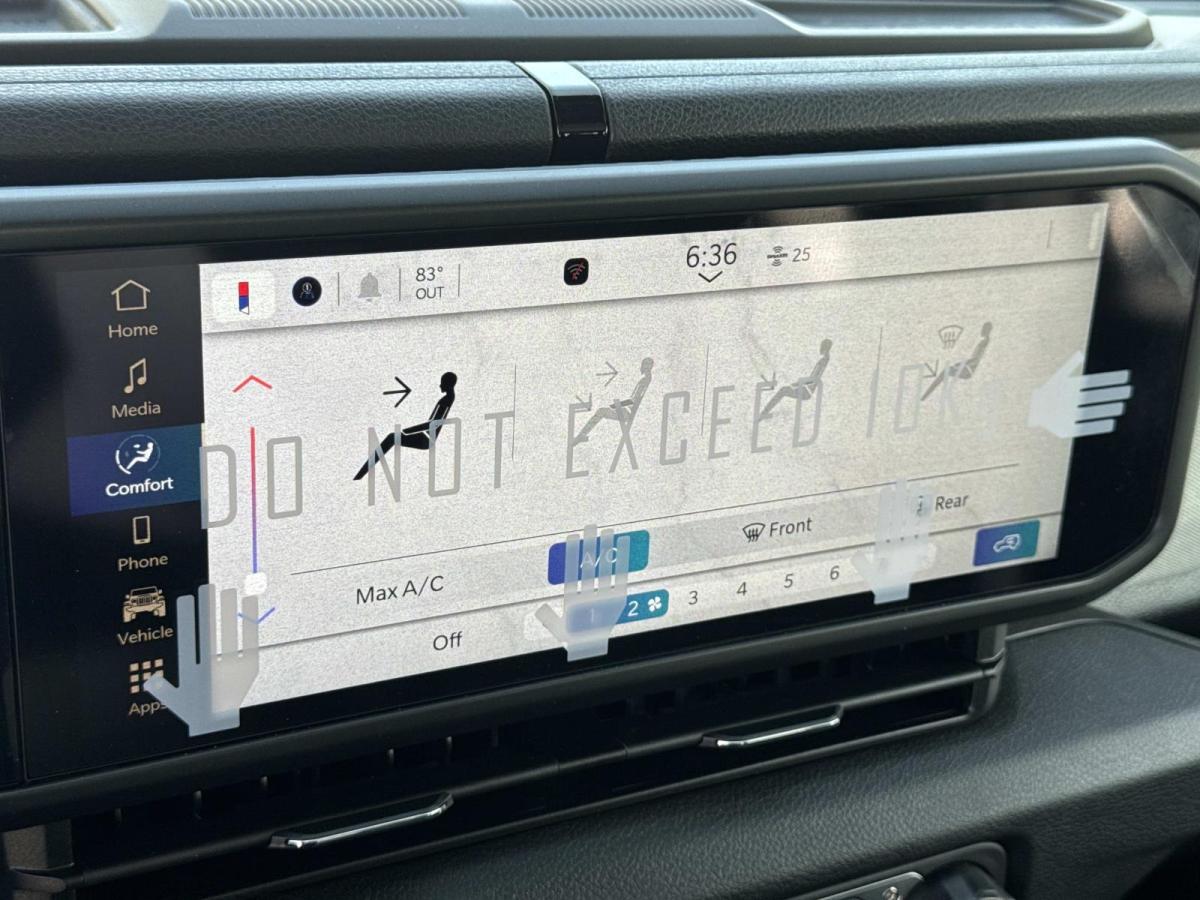 83°
OUT
6:36
25
Home
Media
Comfort
Phone
Vehicle
Apps
DO NOT EXCEED 10K
Max A/C
A/C
Front
Rear
Off
1
2
3
4
5
6